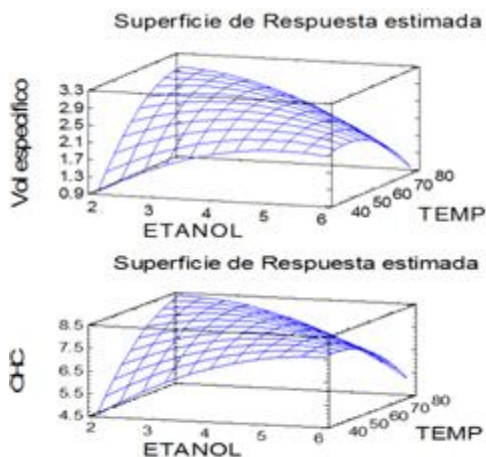 Superficie de Respuesta estimada
Vol especifico
3.3
2.9
2.5
2.1
1.7
1.3
0.9
2 3 4 5 6
ETANOL
40 50 60 70 80
TEMP
Superficie de Respuesta estimada
CHC
8.5
7.5
6.5
5.5
4.5
2 3 4 5 6
ETANOL
40 50 60 70 80
TEMP